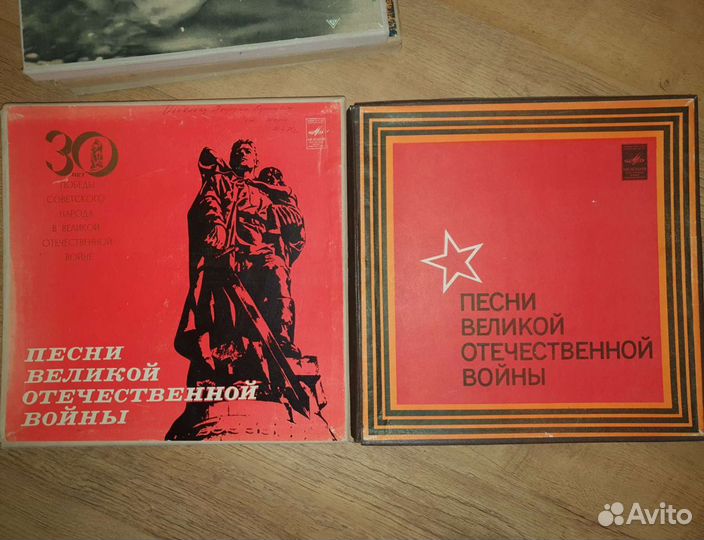 30
ЛЕТ
ПОБЕДЫ
СОВЕТСКОГО
НАРОДА
В ВЕЛИКОЙ
ОТЕЧЕСТВЕННОЙ
ВОЙНЕ
ПЕСНИ
ВЕЛИКОЙ
ОТЕЧЕСТВЕННОЙ
ВОЙНЫ
ПЕСНИ
ВЕЛИКОЙ
ОТЕЧЕСТВЕННОЙ
ВОЙНЫ
Avito